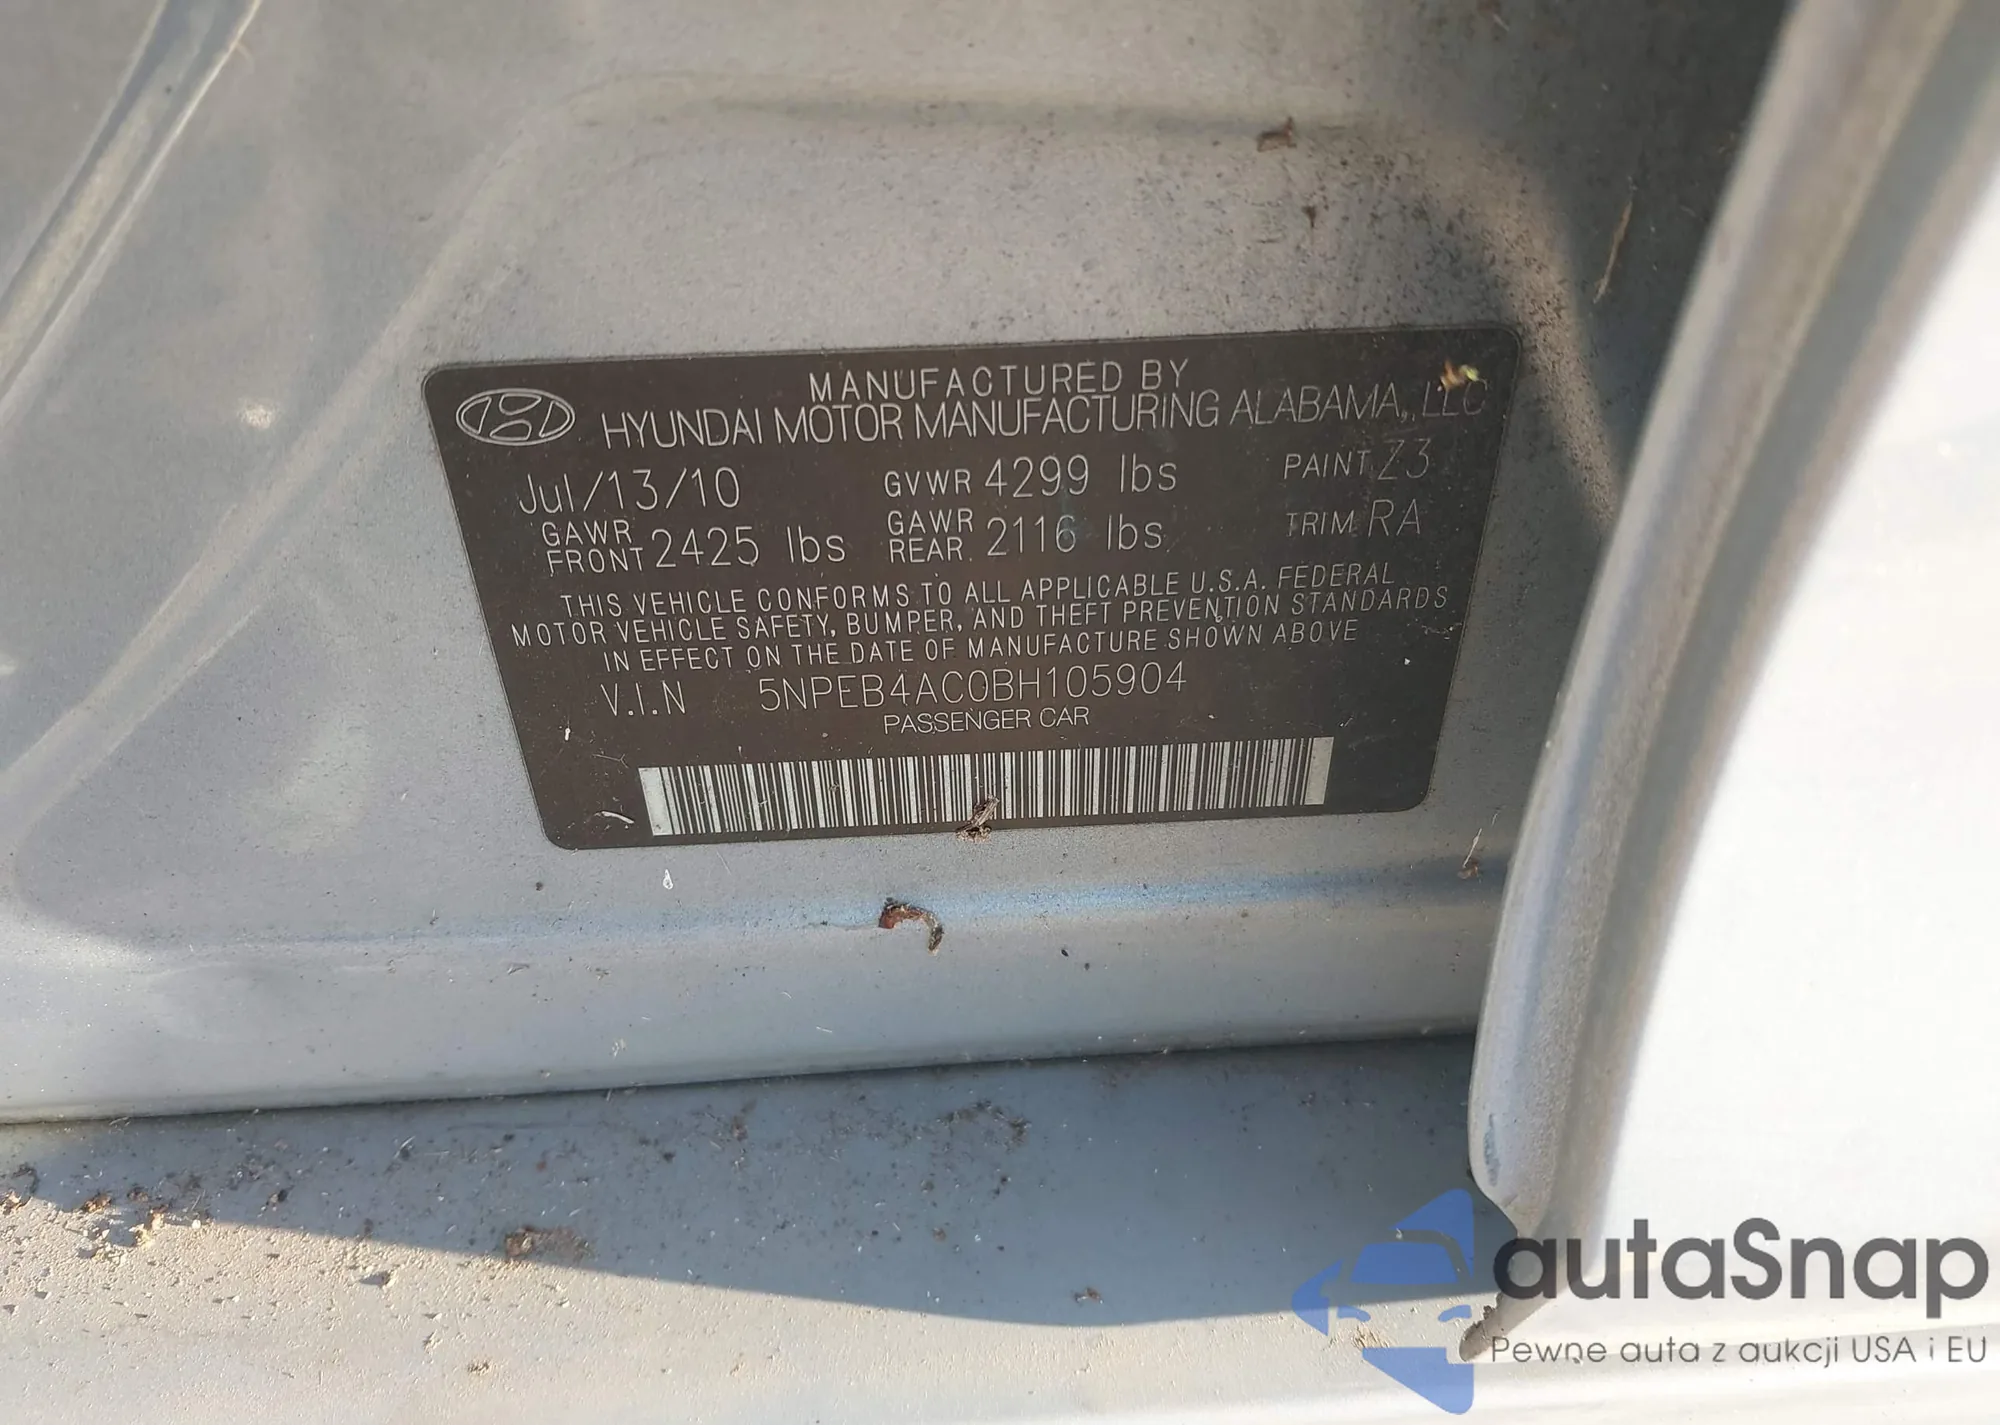 MANUFACTURED BY
HYUNDAI MOTOR MANUFACTURING ALABAMA, LLC
Jul/13/10 GVWR 4299 lbs PAINT Z3
GAWR FRONT 2425 lbs GAWR REAR 2116 lbs TRIM RA
THIS VEHICLE CONFORMS TO ALL APPLICABLE U.S.A. FEDERAL
MOTOR VEHICLE SAFETY, BUMPER, AND THEFT PREVENTION STANDARDS
IN EFFECT ON THE DATE OF MANUFACTURE SHOWN ABOVE
V.I.N 5NPEB4AC0BH105904
PASSENGER CAR
autaSnap
Pewne auta z aukcji USA i EU